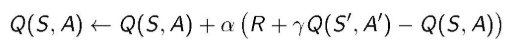 Q(S, A) ← Q(S, A) + α (R + γQ(S′, A′) − Q(S, A))